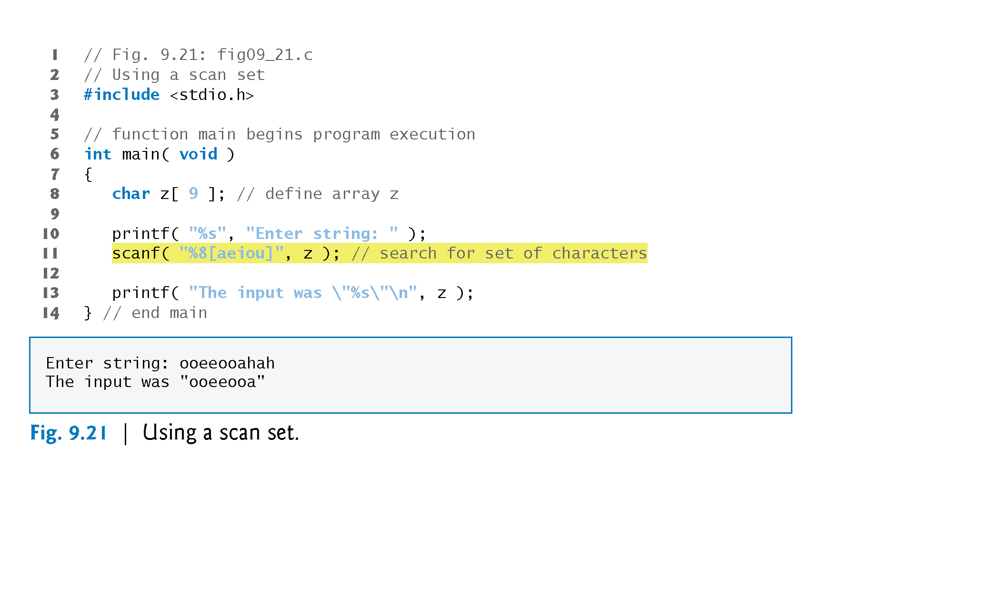 1 // Fig. 9.21: fig09_21.c
2 // Using a scan set
3 #include <stdio.h>
4
5 // function main begins program execution
6 int main( void )
7 {
8    char z[ 9 ]; // define array z
9
10    printf( "%s", "Enter string: " );
11    scanf( "%8[aeiou]", z ); // search for set of characters
12
13    printf( "The input was \"%s\"\n", z );
14 } // end main
Enter string: ooeeooahah
The input was "ooeeooa"
Fig. 9.21 | Using a scan set.